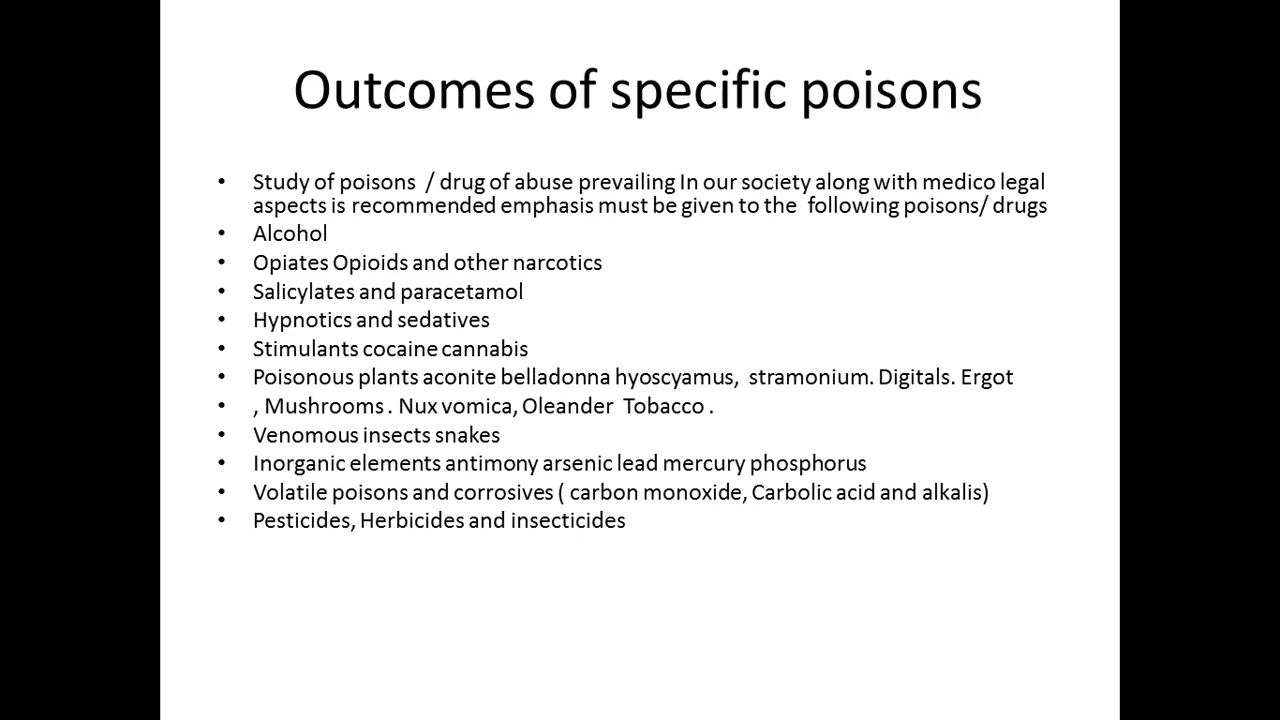 Outcomes of specific poisons
• Study of poisons / drug of abuse prevailing In our society along with medico legal
aspects is recommended emphasis must be given to the following poisons/ drugs
• Alcohol
• Opiates Opioids and other narcotics
• Salicylates and paracetamol
• Hypnotics and sedatives
• Stimulants cocaine cannabis
• Poisonous plants aconite belladonna hyoscyamus, stramonium. Digitals. Ergot
• , Mushrooms . Nux vomica, Oleander Tobacco .
• Venomous insects snakes
• Inorganic elements antimony arsenic lead mercury phosphorus
• Volatile poisons and corrosives ( carbon monoxide, Carbolic acid and alkalis)
• Pesticides, Herbicides and insecticides